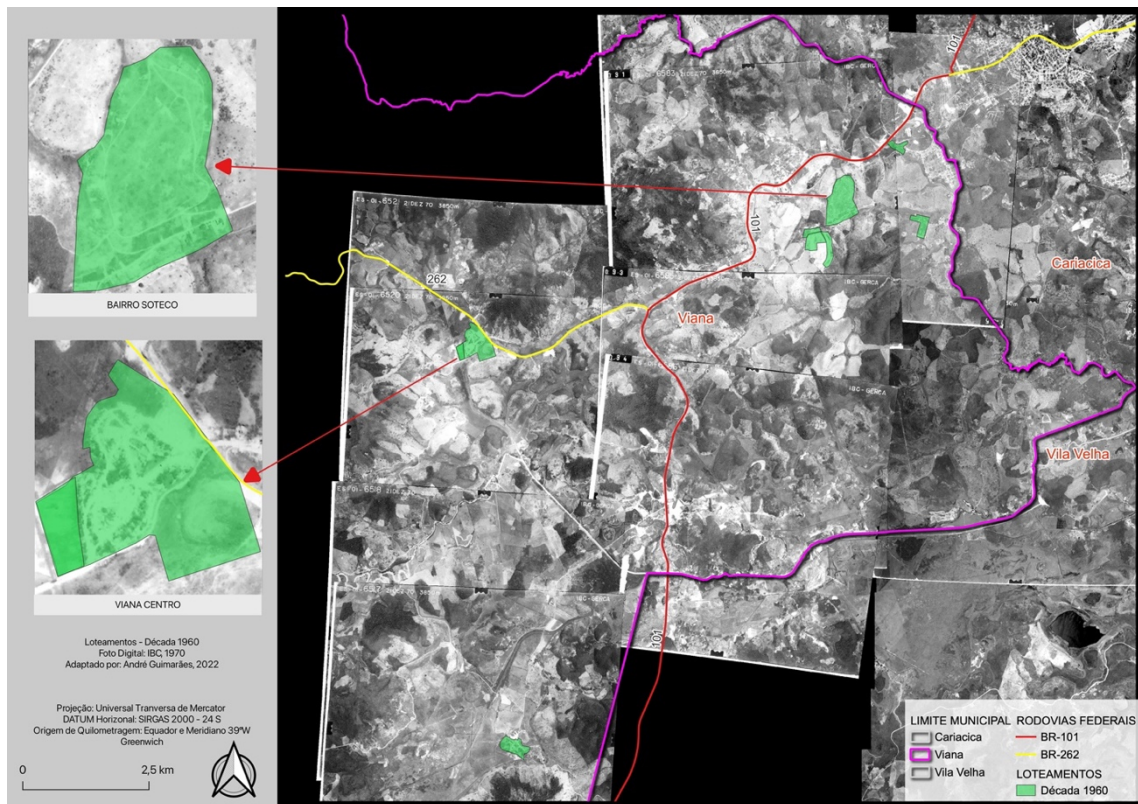 BAIRRO SOTECO
VIANA CENTRO
Loteamentos - Década 1960
Foto Digital: IBC, 1970
Adaptado por: André Guimarães, 2022
Projeção: Universal Tranversa de Mercator
DATUM Horizonal: SIRGAS 2000 - 24 S
Origem de Quilometragem: Equador e Meridiano 39°W
Greenwich
0 2,5 km
101
101
262
Viana
Cariacica
Vila Velha
101
IBC-GERCA
IBC-GERCA
IBC-GERCA
LIMITE MUNICIPAL
Cariacica
Viana
Vila Velha
RODOVIAS FEDERAIS
BR-101
BR-262
LOTEAMENTOS
Década 1960